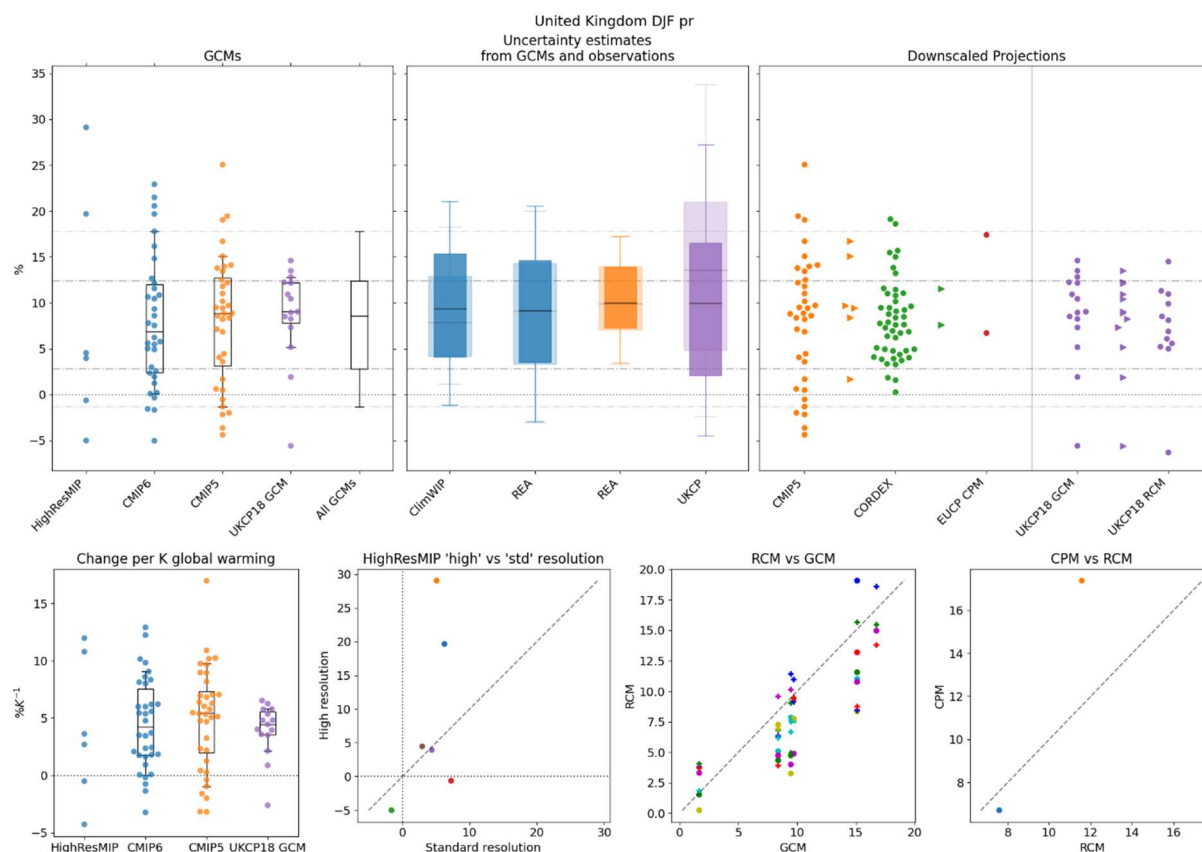 United Kingdom DJF pr
GCMs
Uncertainty estimates
from GCMs and observations
Downscaled Projections
%
35
30
25
20
15
10
5
0
−5
HighResMIP
CMIP6
CMIP5
UKCP18 GCM
All GCMs
ClimWIP
REA
REA
UKCP
CMIP5
CORDEX
EUCP CPM
UKCP18 GCM
UKCP18 RCM
Change per K global warming
%K⁻¹
15
10
5
0
−5
HighResMIP
CMIP6
CMIP5
UKCP18 GCM
HighResMIP 'high' vs 'std' resolution
High resolution
30
25
20
15
10
5
0
−5
0
10
20
30
Standard resolution
RCM vs GCM
RCM
20.0
17.5
15.0
12.5
10.0
7.5
5.0
2.5
0.0
0
5
10
15
20
GCM
CPM vs RCM
CPM
16
14
12
10
8
8
10
12
14
16
RCM